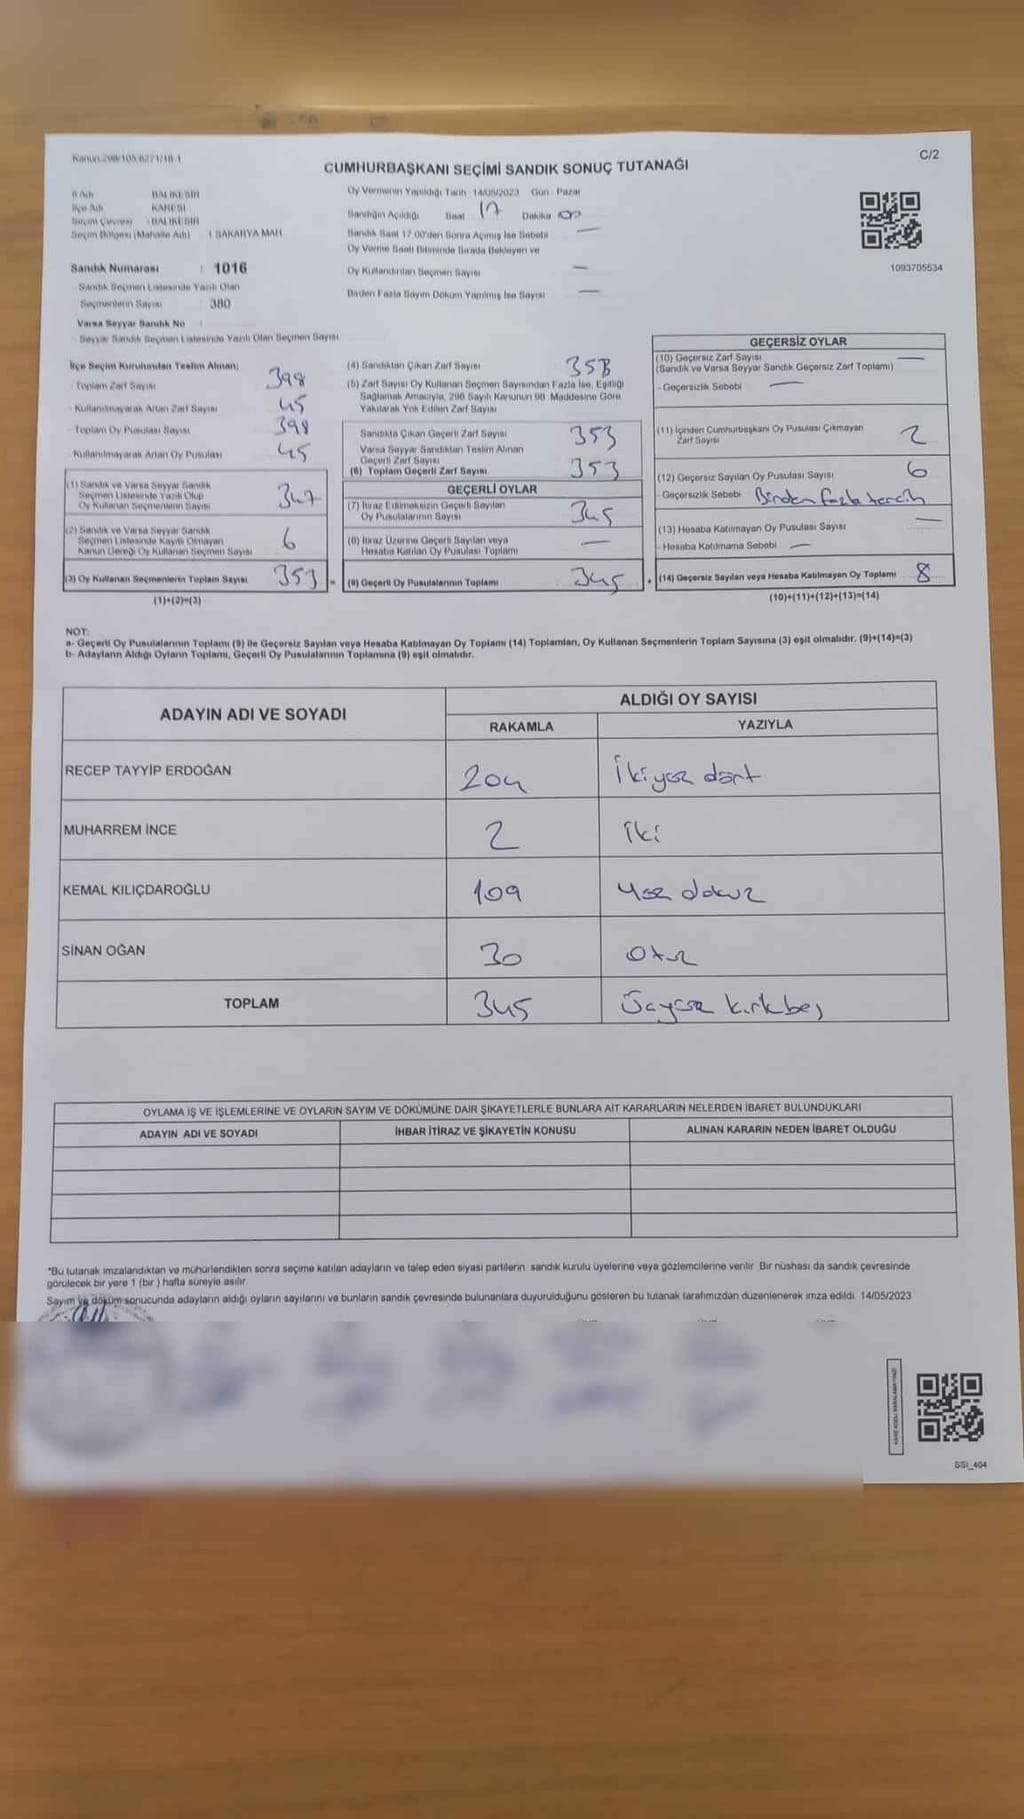 Kanun:298/105.6271/18-1
C/2
CUMHURBAŞKANI SEÇİMİ SANDIK SONUÇ TUTANAĞI
İl Adı BALIKESİR
İlçe Adı KARESİ
Seçim Çevresi : BALIKESİR
Seçim Bölgesi (Mahalle Adı) : SAKARYA MAH
Oy Vermenin Yapıldığı Tarih 14/05/2023 Gün Pazar
Sandığın Açıldığı Saat 17 Dakika 00
Sandık Saat 17:00'den Sonra Açmış İse Sebebi —
Oy Verme Saati Bitiminde Sırada Bekleyen ve
Oy Kullandırılan Seçmen Sayısı —
Birden Fazla Sayım Döküm Yapılmış İse Sayısı —
1093705534
Sandık Numarası : 1016
- Sandık Seçmen Listesinde Yazılı Olan
Seçmenlerin Sayısı : 380
Varsa Seyyar Sandık No :
- Seyyar Sandık Seçmen Listesinde Yazılı Olan Seçmen Sayısı
İlçe Seçim Kurulundan Teslim Alınan;
- Toplam Zarf Sayısı 398
- Kullanılmayarak Artan Zarf Sayısı 45
- Toplam Oy Pusulası Sayısı 398
- Kullanılmayarak Artan Oy Pusulası 45
(1) Sandık ve Varsa Seyyar Sandık
Seçmen Listesinde Yazılı Olup
Oy Kullanan Seçmenlerin Sayısı 347
(2) Sandık ve Varsa Seyyar Sandık
Seçmen Listesinde Kayıtlı Olmayan
Kanun Gereği Oy Kullanan Seçmen Sayısı 6
(3) Oy Kullanan Seçmenlerin Toplam Sayısı 353 =
(1)+(2)=(3)
(4) Sandıktan Çıkan Zarf Sayısı 353
(5) Zarf Sayısı Oy Kullanan Seçmen Sayısından Fazla İse, Eşitliği
Sağlamak Amacıyla, 298 Sayılı Kanunun 98. Maddesine Göre
Yakılarak Yok Edilen Zarf Sayısı
Sandıkta Çıkan Geçerli Zarf Sayısı 353
Varsa Seyyar Sandıktan Teslim Alınan
Geçerli Zarf Sayısı
(6) Toplam Geçerli Zarf Sayısı 353
GEÇERLİ OYLAR
(7) İtiraz Edilmeksizin Geçerli Sayılan
Oy Pusulalarının Sayısı 345
(8) İtiraz Üzerine Geçerli Sayılan veya
Hesaba Katılan Oy Pusulası Toplamı —
(9) Geçerli Oy Pusulalarının Toplamı 345 +
GEÇERSİZ OYLAR
(10) Geçersiz Zarf Sayısı —
(Sandık ve Varsa Seyyar Sandık Geçersiz Zarf Toplamı)
- Geçersizlik Sebebi —
(11) İçinden Cumhurbaşkanı Oy Pusulası Çıkmayan
Zarf Sayısı 2
(12) Geçersiz Sayılan Oy Pusulası Sayısı 6
- Geçersizlik Sebebi Birden fazla tercih
(13) Hesaba Katılmayan Oy Pusulası Sayısı —
- Hesaba Katılmama Sebebi —
(14) Geçersiz Sayılan veya Hesaba Katılmayan Oy Toplamı 8
(10)+(11)+(12)+(13)=(14)
NOT:
a- Geçerli Oy Pusulalarının Toplamı (9) ile Geçersiz Sayılan veya Hesaba Katılmayan Oy Toplamı (14) Toplamları, Oy Kullanan Seçmenlerin Toplam Sayısına (3) eşit olmalıdır. (9)+(14)=(3)
b- Adayların Aldığı Oyların Toplamı, Geçerli Oy Pusulalarının Toplamına (9) eşit olmalıdır.
ADAYIN ADI VE SOYADI
ALDIĞI OY SAYISI
RAKAMLA YAZIYLA
RECEP TAYYİP ERDOĞAN 204 İkiyüz dört
MUHARREM İNCE 2 iki
KEMAL KILIÇDAROĞLU 109 Yüz dokuz
SİNAN OĞAN 30 Otuz
TOPLAM 345 Üçyüz kırkbeş
OYLAMA İŞ VE İŞLEMLERİNE VE OYLARIN SAYIM VE DÖKÜMÜNE DAİR ŞİKAYETLERLE BUNLARA AİT KARARLARIN NELERDEN İBARET BULUNDUKLARI
ADAYIN ADI VE SOYADI İHBAR İTİRAZ VE ŞİKAYETİN KONUSU ALINAN KARARIN NEDEN İBARET OLDUĞU
*Bu tutanak imzalandıktan ve mühürlendikten sonra seçime katılan adayların ve talep eden siyasi partilerin sandık kurulu üyelerine veya gözlemcilerine verilir. Bir nüshası da sandık çevresinde
görülecek bir yere 1 (bir ) hafta süreyle asılır.
Sayım ve döküm sonucunda adayların aldığı oyların sayılarını ve bunların sandık çevresinde bulunanlara duyurulduğunu gösteren bu tutanak tarafımızdan düzenlenerek imza edildi. 14/05/2023
SSI_404